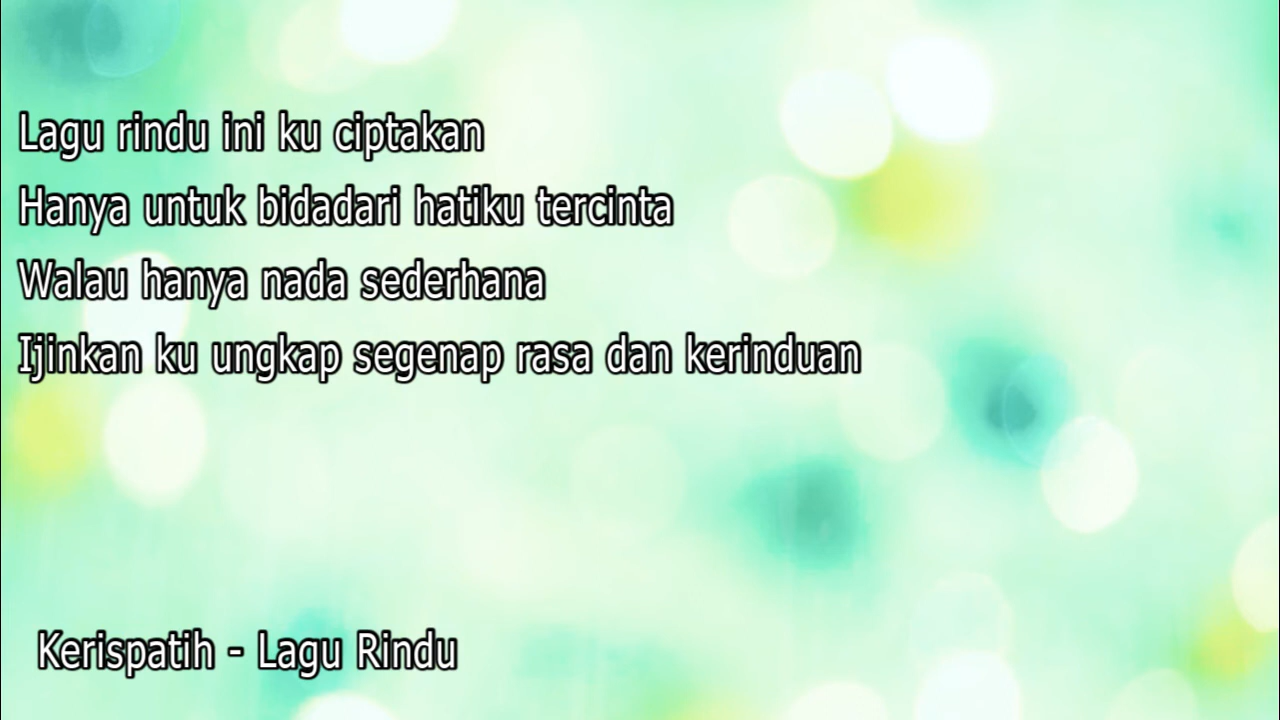 Lagu rindu ini ku ciptakan
Hanya untuk bidadari hatiku tercinta
Walau hanya nada sederhana
Ijinkan ku ungkap segenap rasa dan kerinduan
Kerispatih - Lagu Rindu